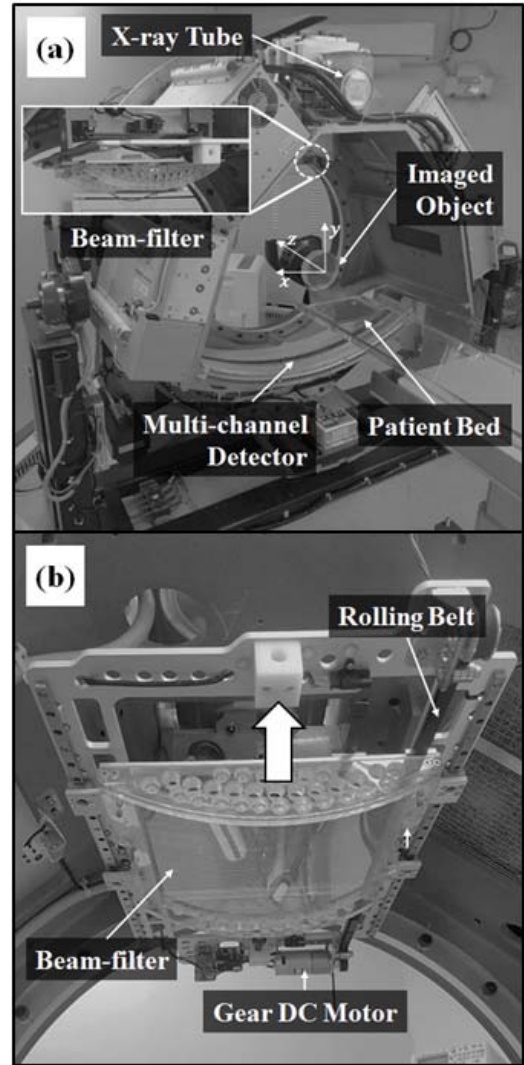 (a)
X-ray Tube
Beam-filter
Imaged
Object
y
z
x
Multi-channel
Detector
Patient Bed
(b)
Rolling Belt
Beam-filter
Gear DC Motor